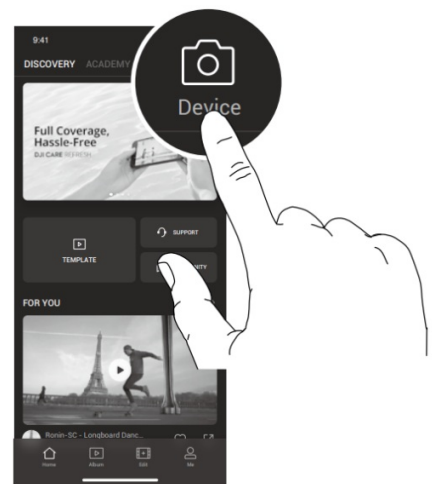 9:41
DISCOVERY ACADEMY
Device
Full Coverage,
Hassle-Free
DJI CARE REFRESH
SUPPORT
TEMPLATE
FOR YOU
Ronin-SC - Longboard Danc...
Home Album Edit Me